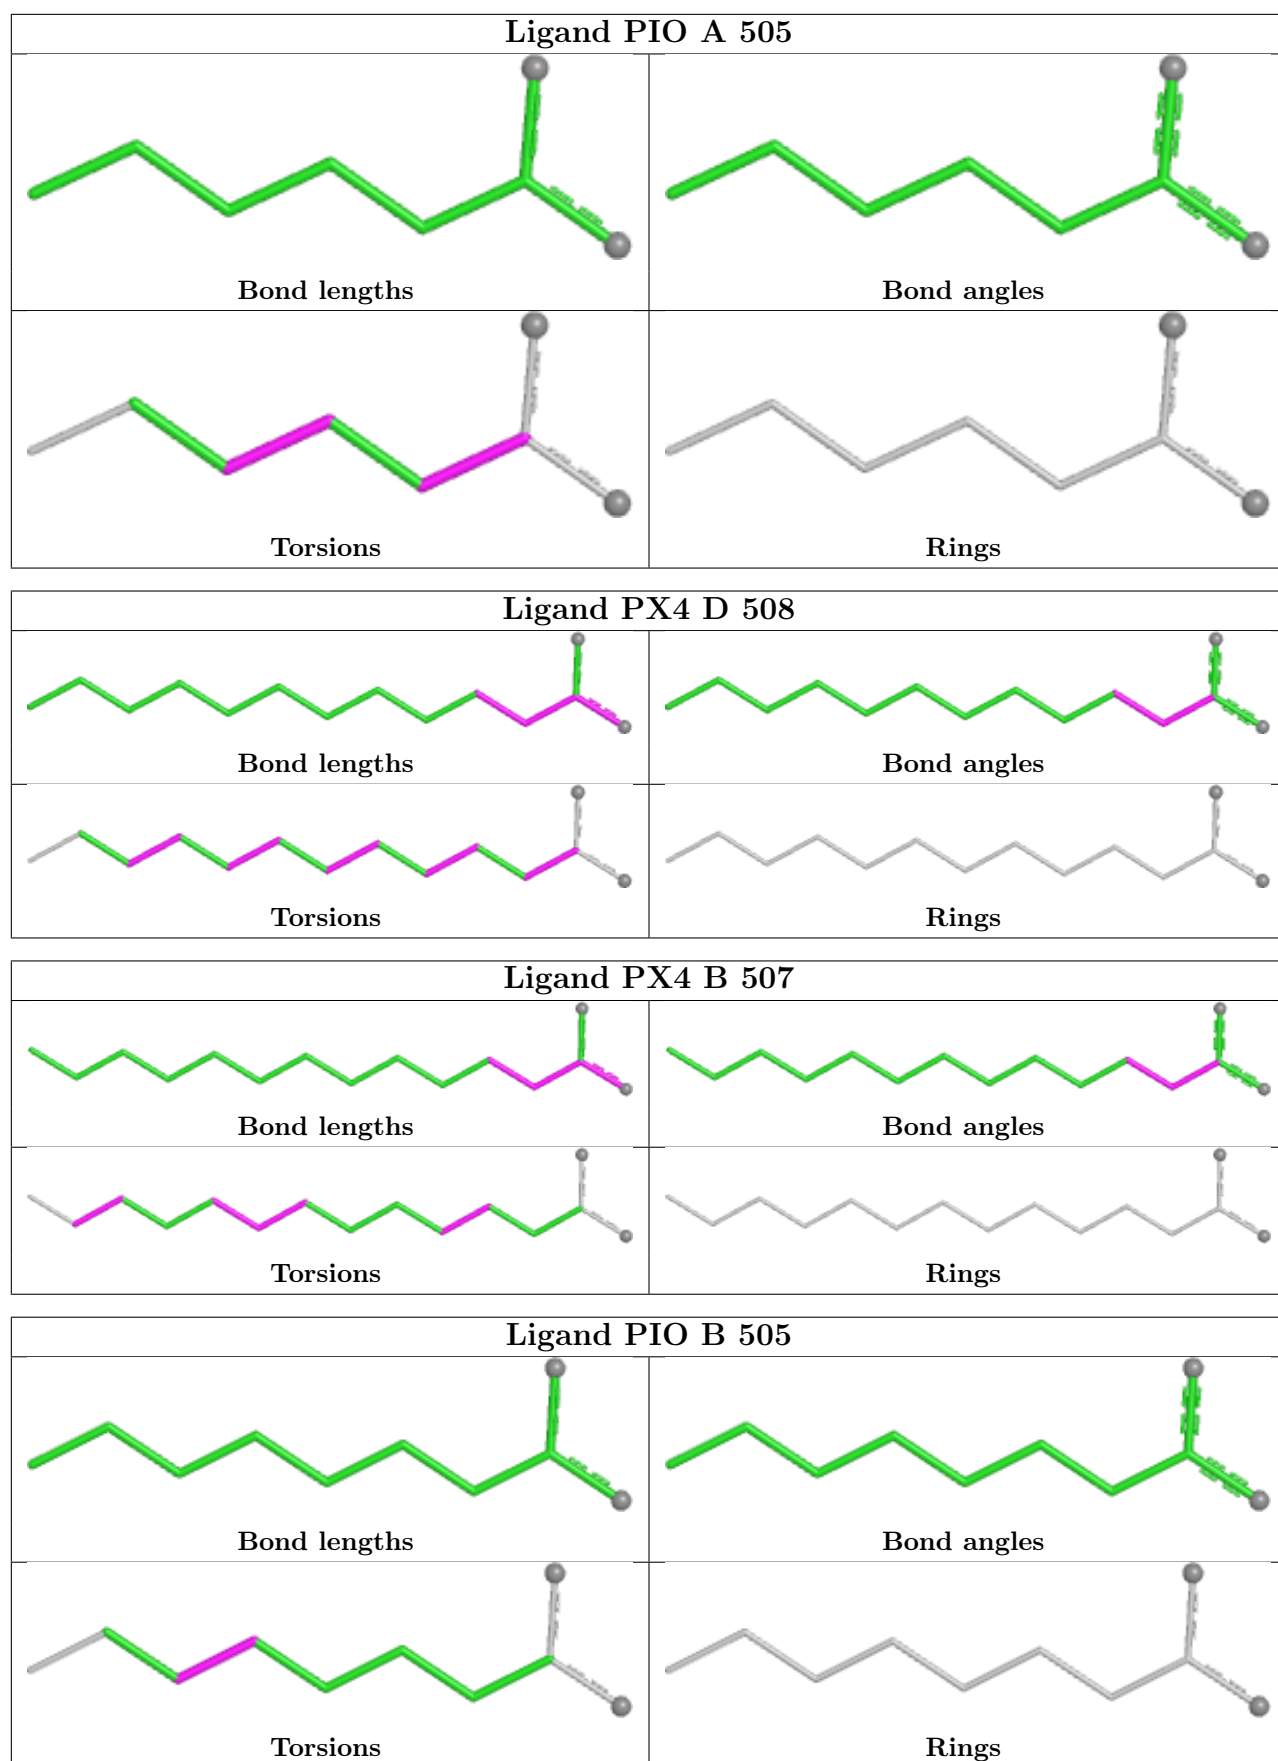 Ligand PIO A 505
Bond lengths
Bond angles
Torsions
Rings
Ligand PX4 D 508
Bond lengths
Bond angles
Torsions
Rings
Ligand PX4 B 507
Bond lengths
Bond angles
Torsions
Rings
Ligand PIO B 505
Bond lengths
Bond angles
Torsions
Rings